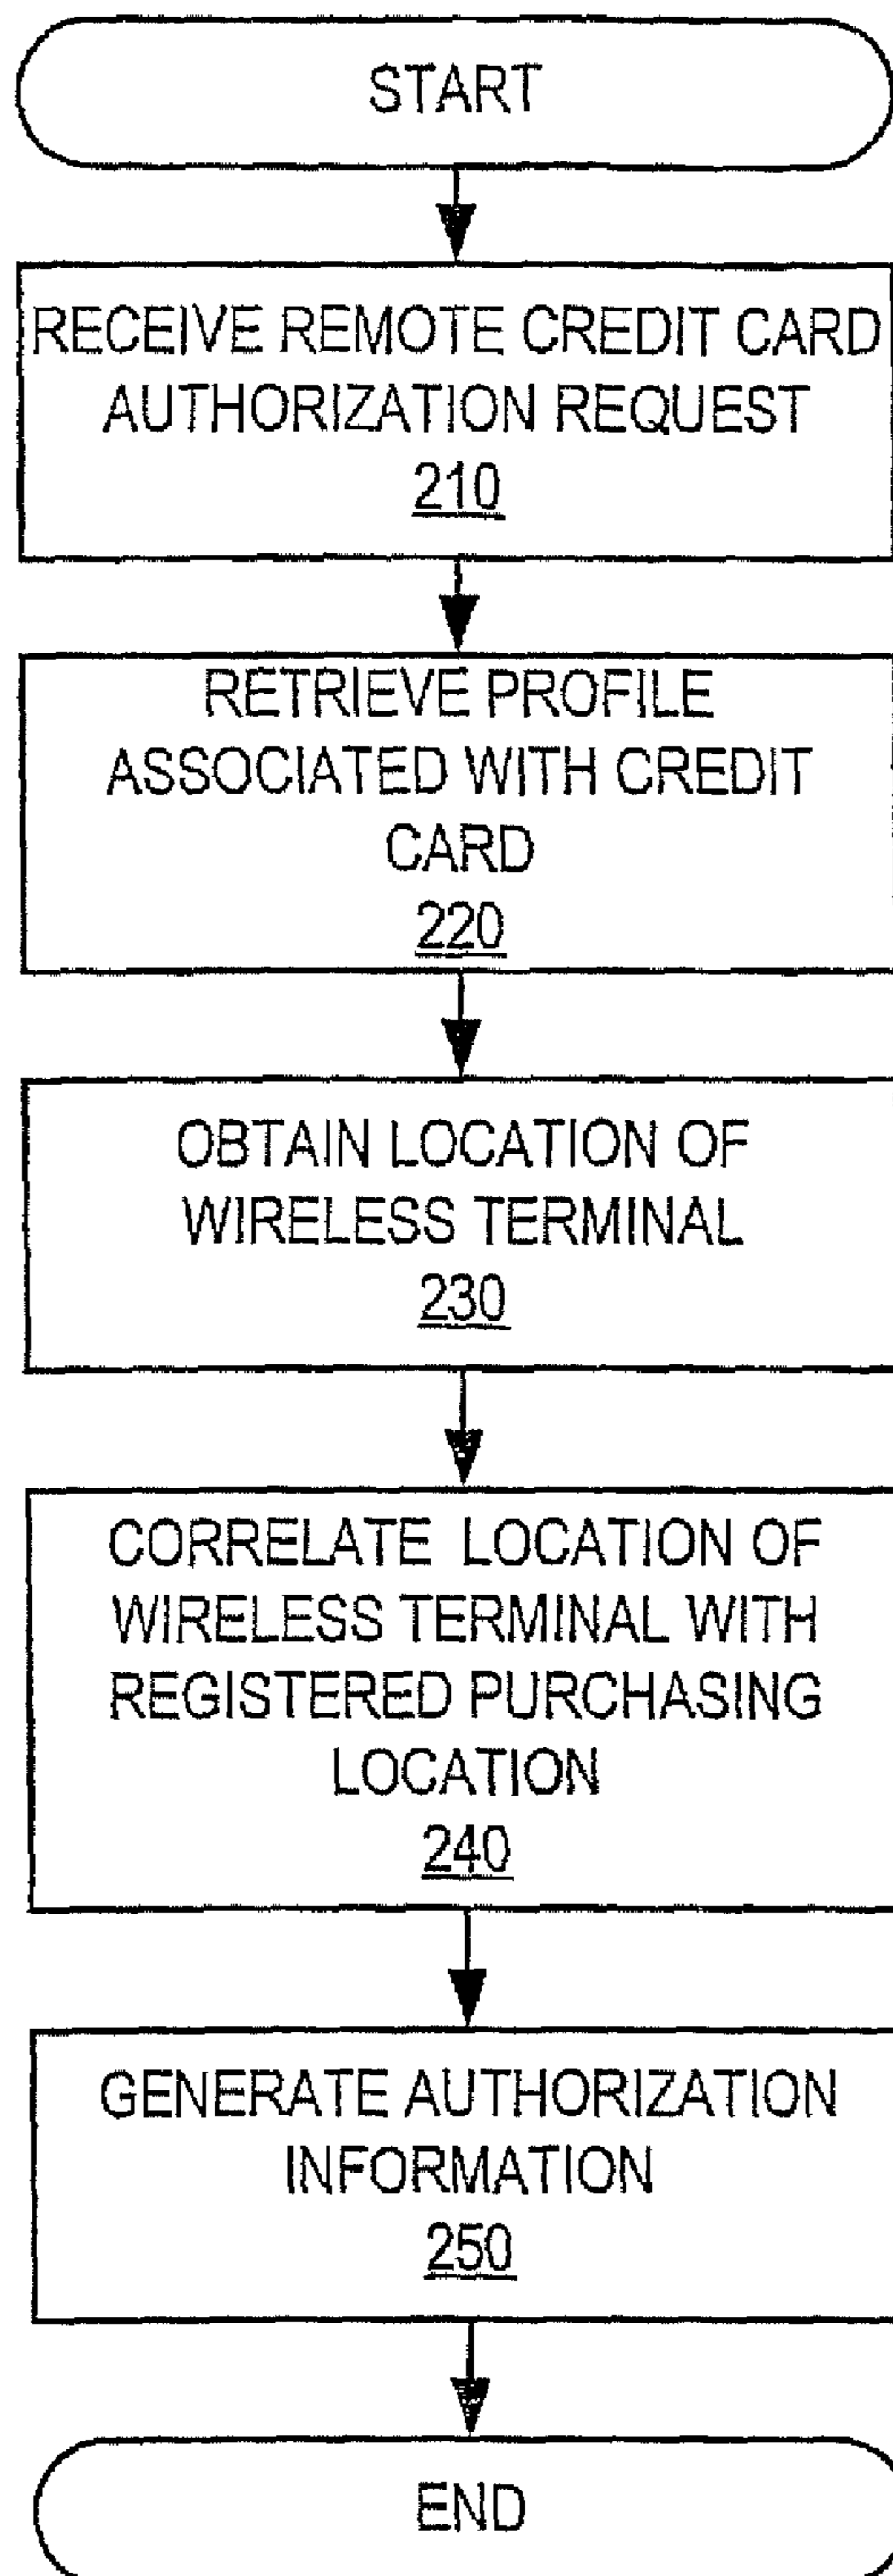 START
RECEIVE REMOTE CREDIT CARD
AUTHORIZATION REQUEST
210
RETRIEVE PROFILE
ASSOCIATED WITH CREDIT
CARD
220
OBTAIN LOCATION OF
WIRELESS TERMINAL
230
CORRELATE LOCATION OF
WIRELESS TERMINAL WITH
REGISTERED PURCHASING
LOCATION
240
GENERATE AUTHORIZATION
INFORMATION
250
END